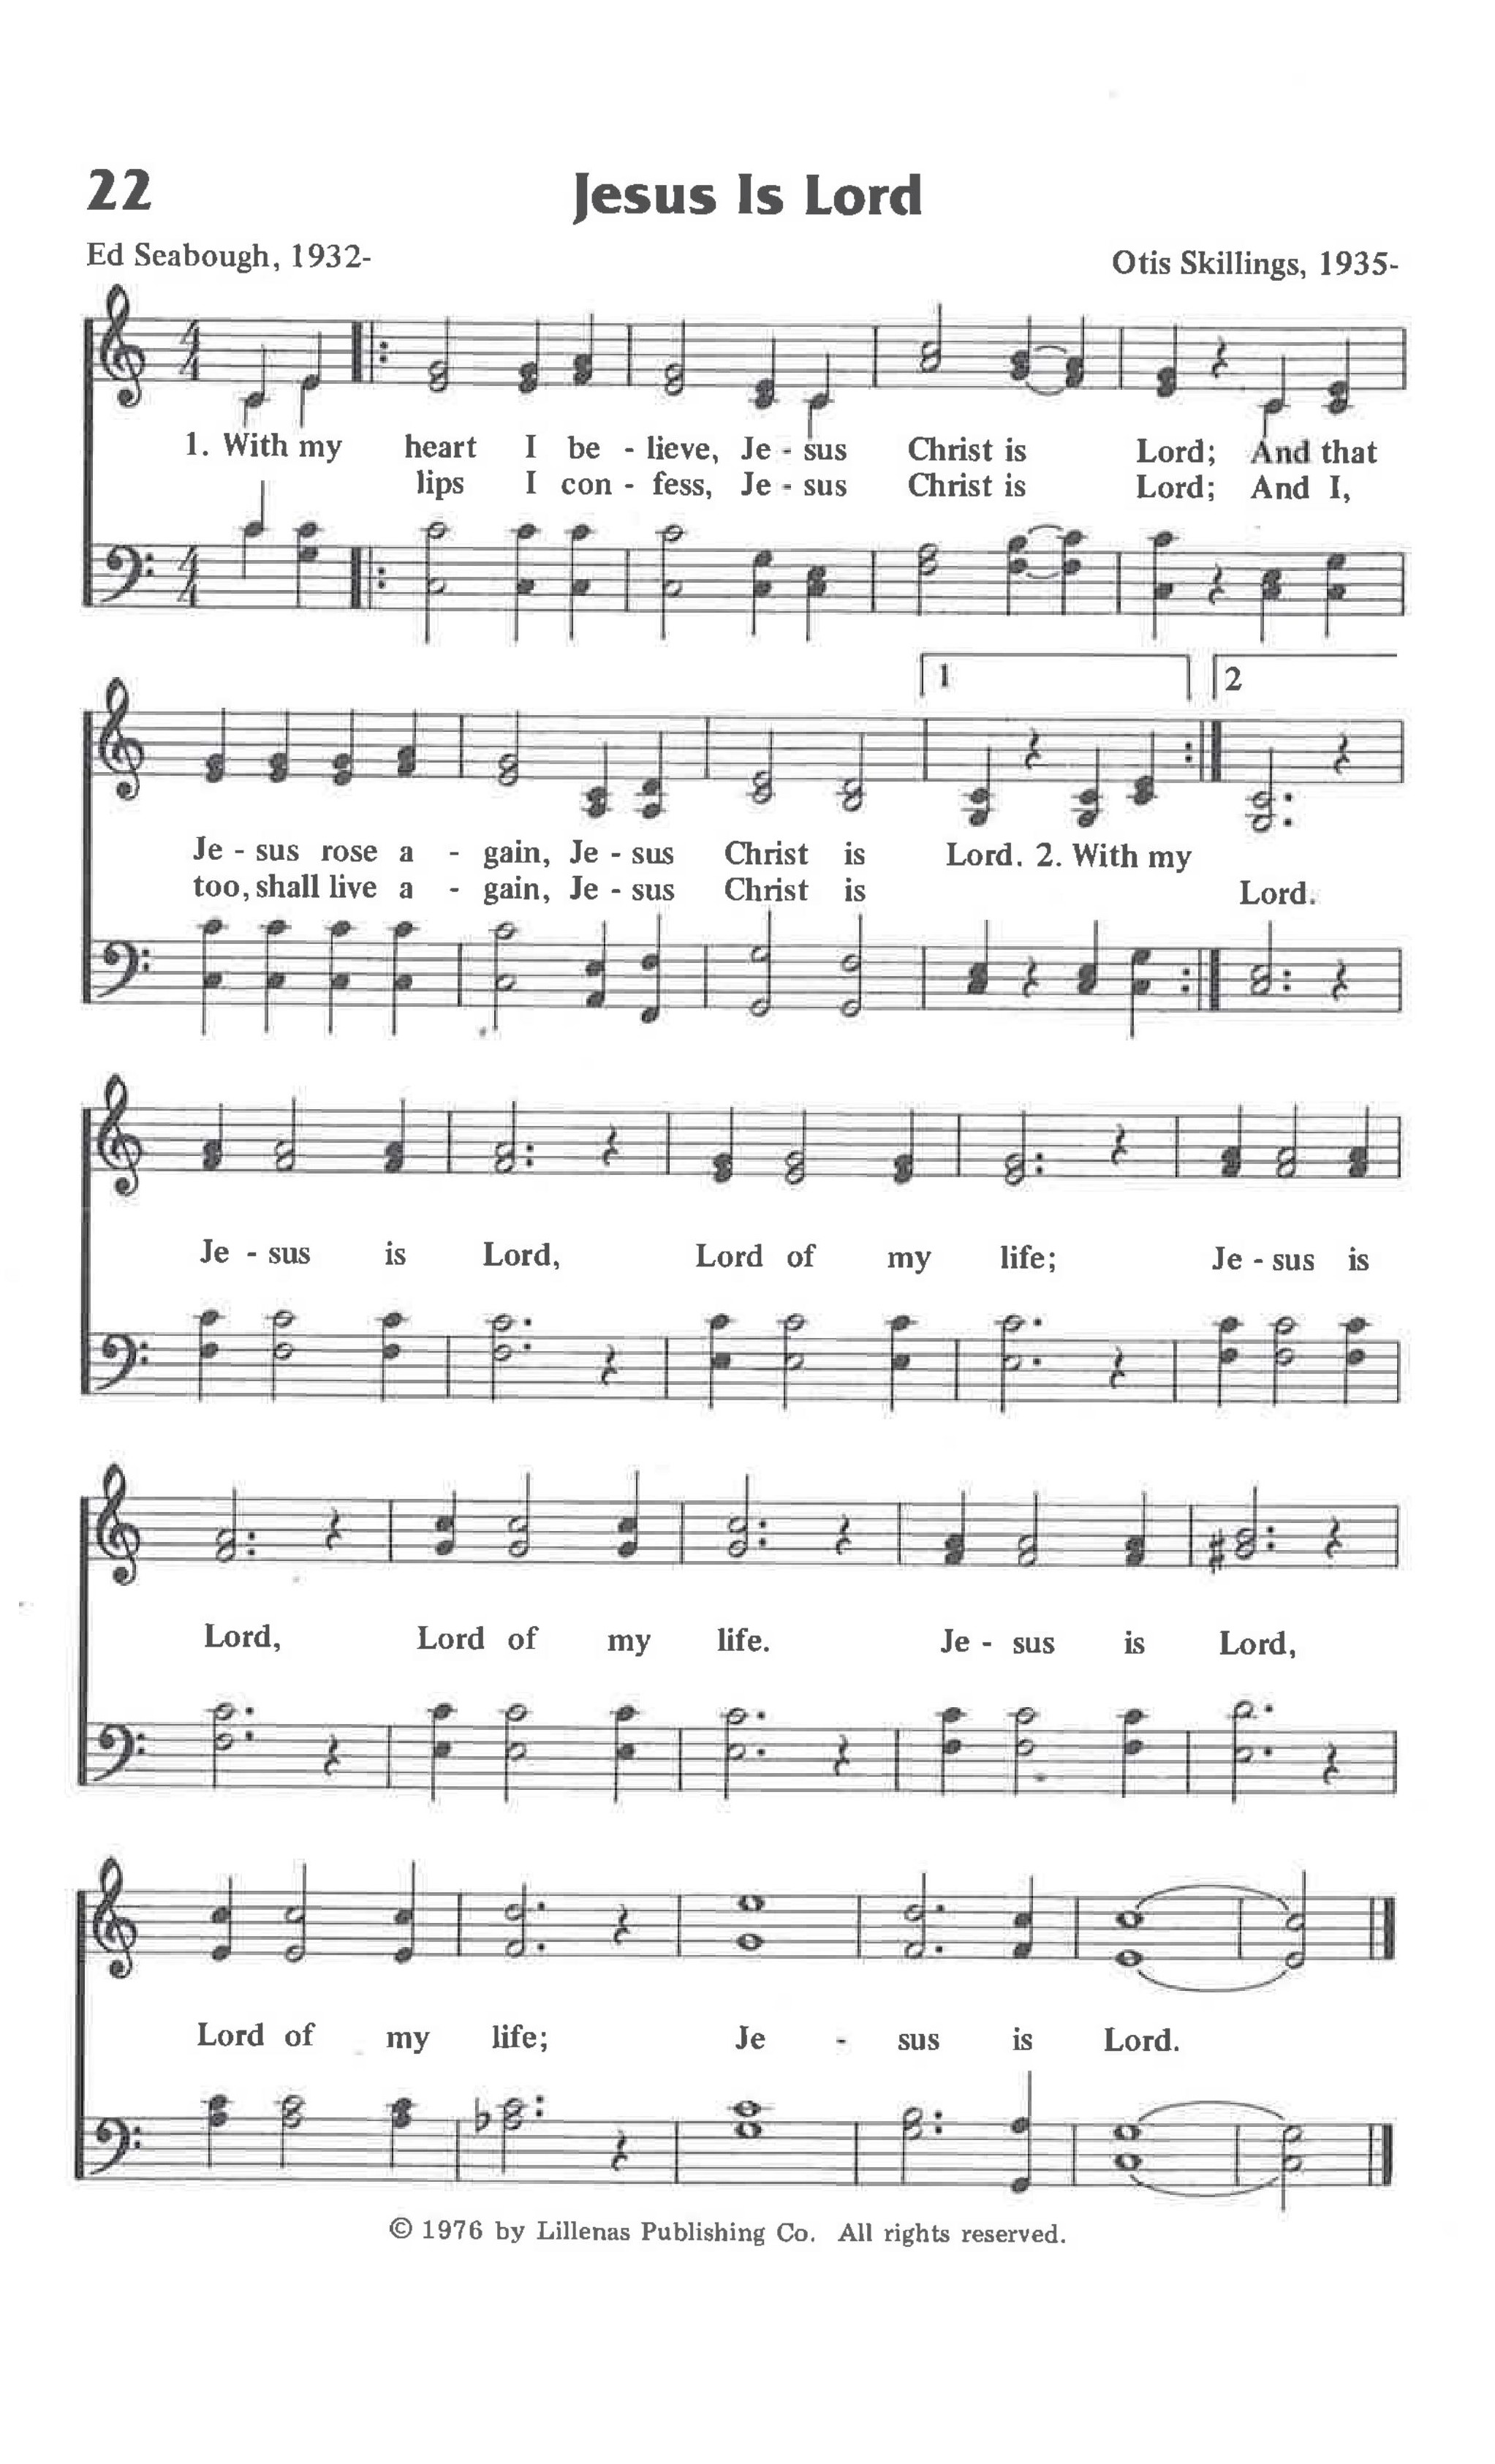 22
Jesus Is Lord
Ed Seabough, 1932-
Otis Skillings, 1935-
1. With my heart I be - lieve, Je - sus Christ is Lord; And that
lips I con - fess, Je - sus Christ is Lord; And I,
1 2
Je - sus rose a - gain, Je - sus Christ is Lord. 2. With my
too, shall live a - gain, Je - sus Christ is Lord.
Je - sus is Lord, Lord of my life; Je - sus is
Lord, Lord of my life. Je - sus is Lord,
Lord of my life; Je - sus is Lord.
© 1976 by Lillenas Publishing Co. All rights reserved.